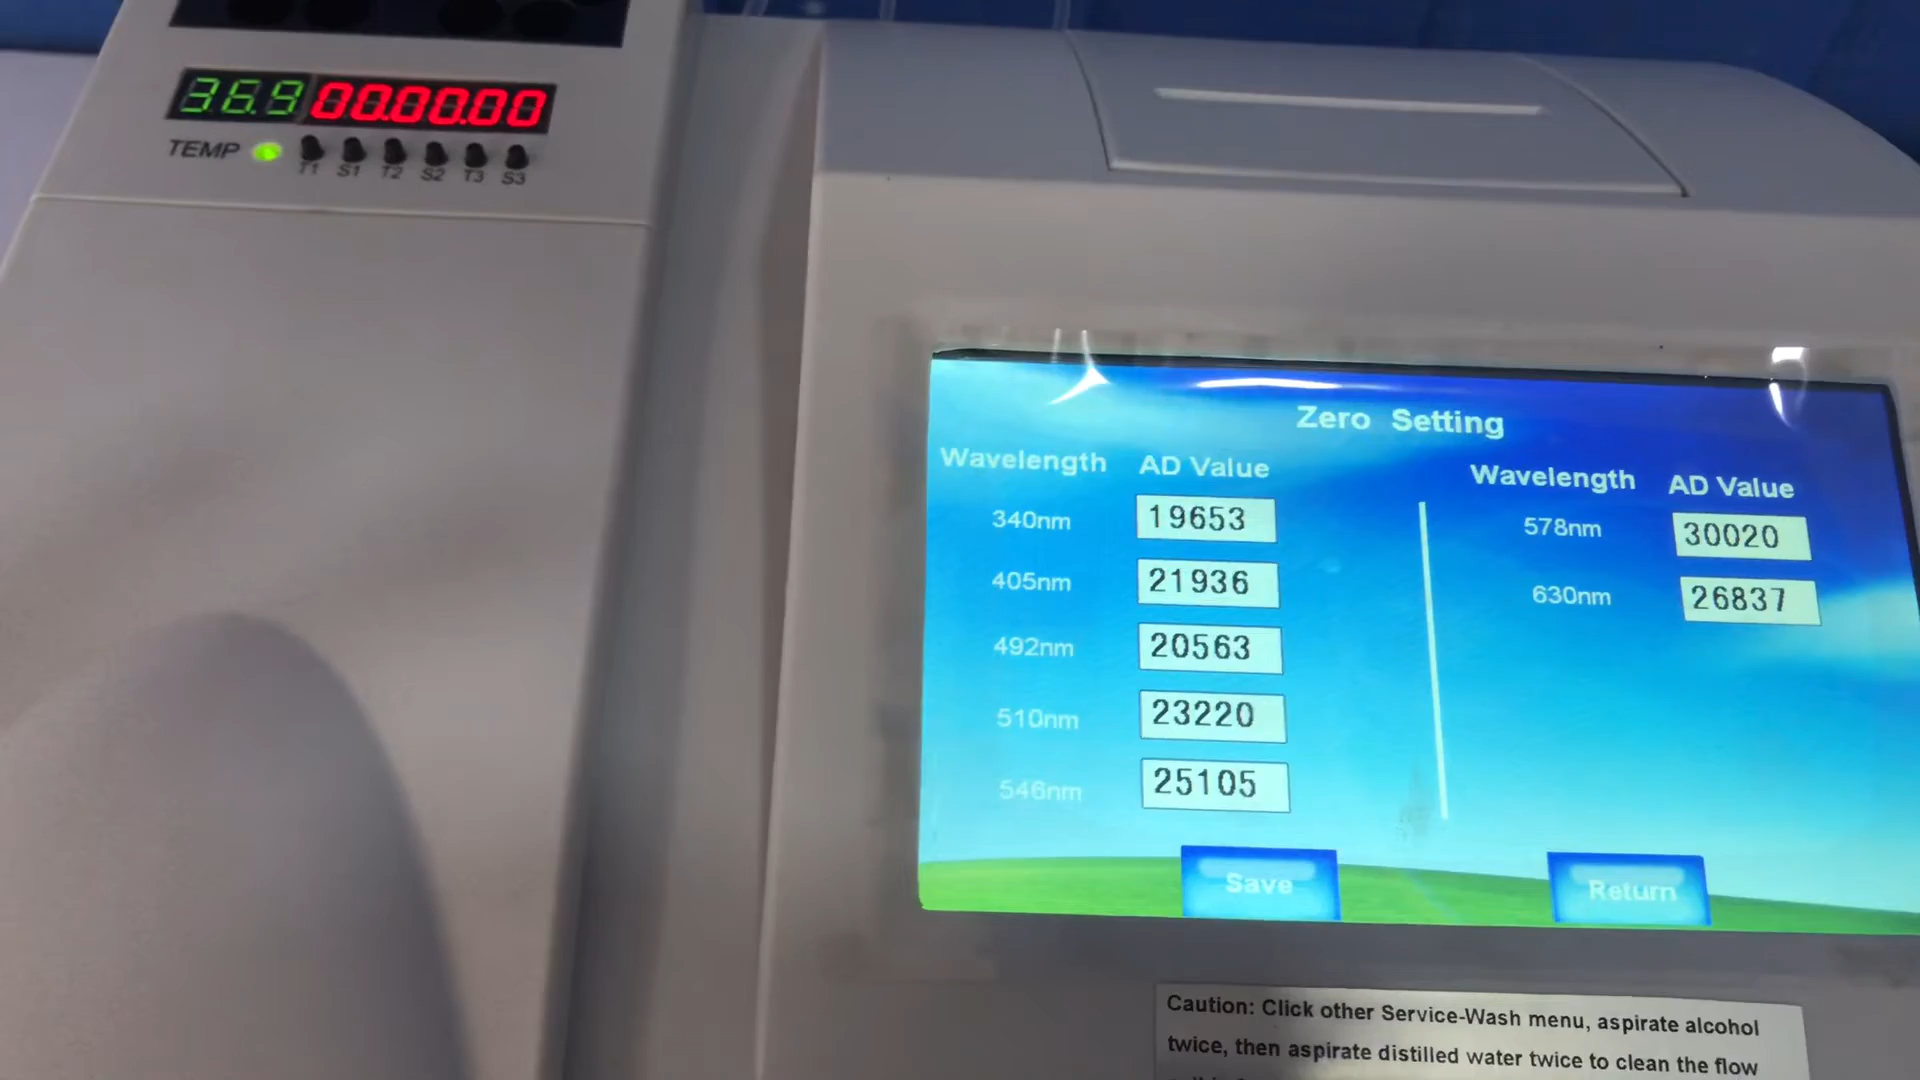 36.9 00.00.00
TEMP T1 S1 T2 S2 T3 S3
Zero Setting
Wavelength AD Value Wavelength AD Value
340nm 19653 578nm 30020
405nm 21936 630nm 26837
492nm 20563
510nm 23220
546nm 25105
Save Return
Caution: Click other Service-Wash menu, aspirate alcohol
twice, then aspirate distilled water twice to clean the flow